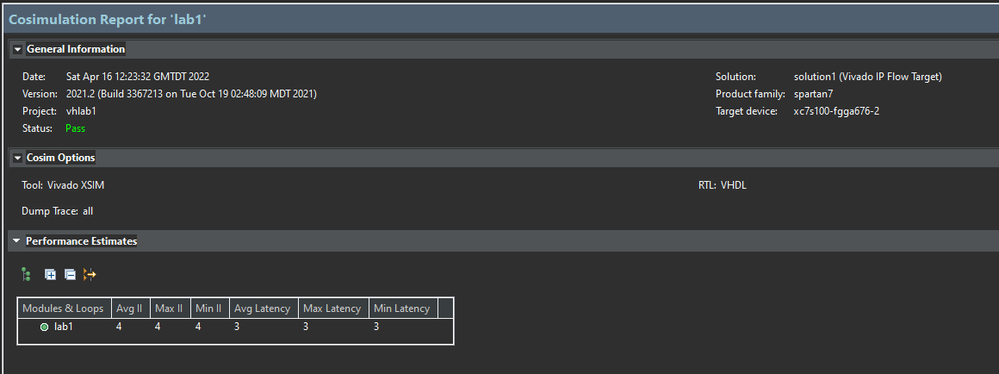 Cosimulation Report for 'lab1'
General Information
Date: Sat Apr 16 12:23:32 GMTDT 2022 Solution: solution1 (Vivado IP Flow Target)
Version: 2021.2 (Build 3367213 on Tue Oct 19 02:48:09 MDT 2021) Product family: spartan7
Project: vhlab1 Target device: xc7s100-fgga676-2
Status: Pass
Cosim Options
Tool: Vivado XSIM RTL: VHDL
Dump Trace: all
Performance Estimates
Modules & Loops Avg II Max II Min II Avg Latency Max Latency Min Latency
lab1 4 4 4 3 3 3